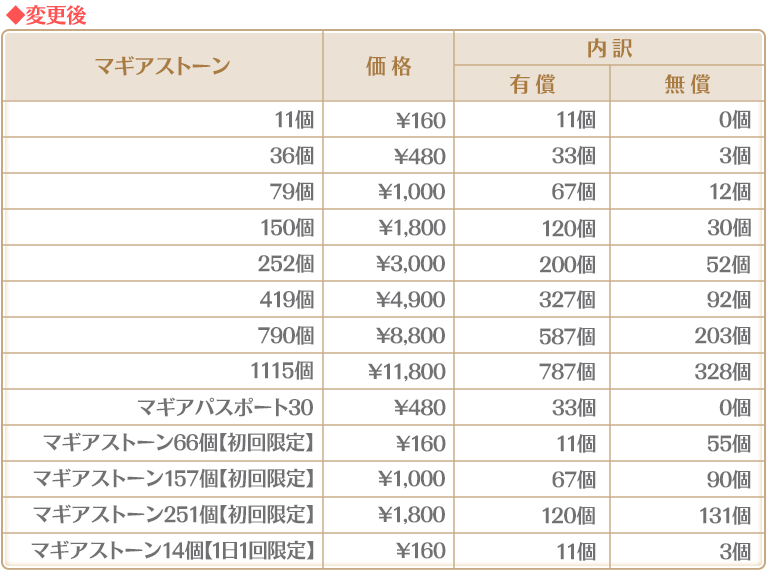 ◆変更後
マギアストーン 価格 内訳
有償 無償
11個 ¥160 11個 0個
36個 ¥480 33個 3個
79個 ¥1,000 67個 12個
150個 ¥1,800 120個 30個
252個 ¥3,000 200個 52個
419個 ¥4,900 327個 92個
790個 ¥8,800 587個 203個
1115個 ¥11,800 787個 328個
マギアパスポート30 ¥480 33個 0個
マギアストーン66個【初回限定】 ¥160 11個 55個
マギアストーン157個【初回限定】 ¥1,000 67個 90個
マギアストーン251個【初回限定】 ¥1,800 120個 131個
マギアストーン14個【1日1回限定】 ¥160 11個 3個